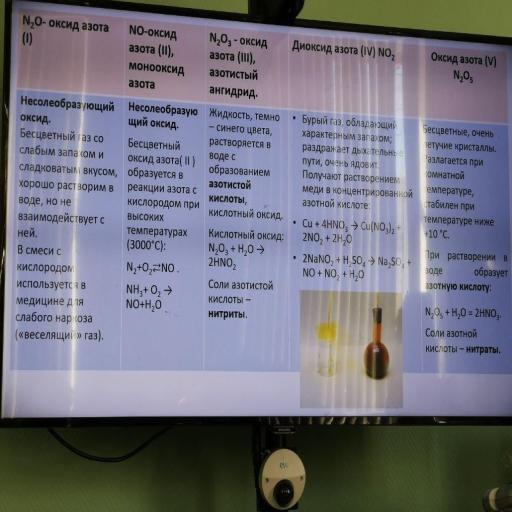 N₂O- оксид азота
(I)
NO-оксид
азота (II),
монооксид
азота
N₂O₃ - оксид
азота (III),
азотистый
ангидрид.
Диоксид азота (IV) NO₂
Оксид азота (V)
N₂O₅
Несолеобразующий
оксид.
Бесцветный газ со
слабым запахом и
сладковатым вкусом,
хорошо растворим в
воде, но не
взаимодействует с
ней.
В смеси с
кислородом
используется в
медицине для
слабого наркоза
(«веселящий» газ).
Несолеобразую
щий оксид.
Бесцветный
оксид азота( II )
образуется в
реакции азота с
кислородом при
высоких
температурах
(3000°C):
N₂+O₂⇄NO .
NH₃+ O₂ →
NO+H₂O
Жидкость, темно
– синего цвета,
растворяется в
воде с
образованием
азотистой
кислоты,
кислотный оксид.
Кислотный оксид:
N₂O₃ + H₂O →
2HNO₂
Соли азотистой
кислоты –
нитриты.
• Бурый газ, обладающий
характерным запахом;
раздражает дыхательные
пути, очень ядовит.
Получают растворением
меди в концентрированной
азотной кислоте:
• Cu + 4HNO₃ → Cu(NO₃)₂ +
2NO₂ + 2H₂O
• 2NaNO₂ + H₂SO₄ → Na₂SO₄ +
NO + NO₂ + H₂O
Бесцветные, очень
летучие кристаллы.
Разлагается при
комнатной
температуре,
стабилен при
температуре ниже
+10 °C.
При растворении в
воде образует
азотную кислоту:
N₂O₅ + H₂O = 2HNO₃.
Соли азотной
кислоты – нитраты.